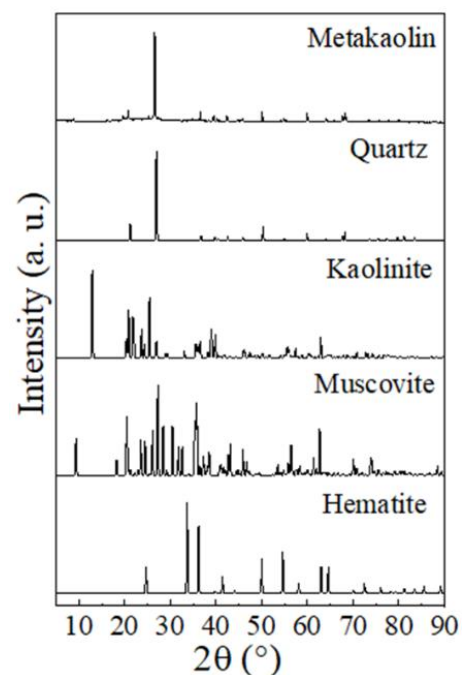 Metakaolin
Quartz
Kaolinite
Muscovite
Hematite
Intensity (a. u.)
10 20 30 40 50 60 70 80 90
2θ (°)